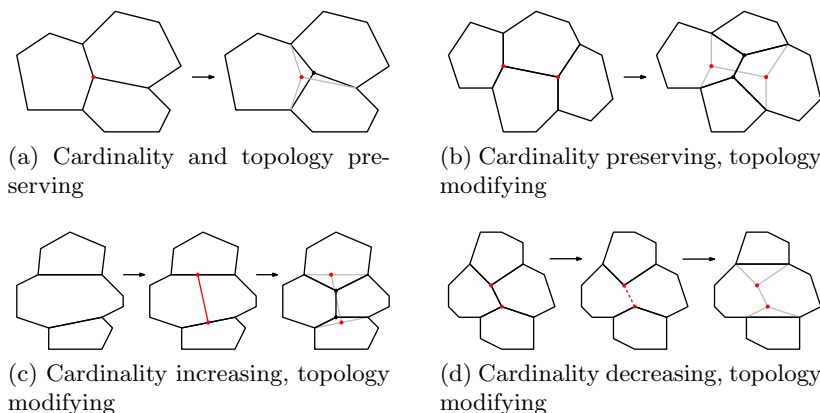 (a) Cardinality and topology pre-
serving
(b) Cardinality preserving, topology
modifying
(c) Cardinality increasing, topology
modifying
(d) Cardinality decreasing, topology
modifying